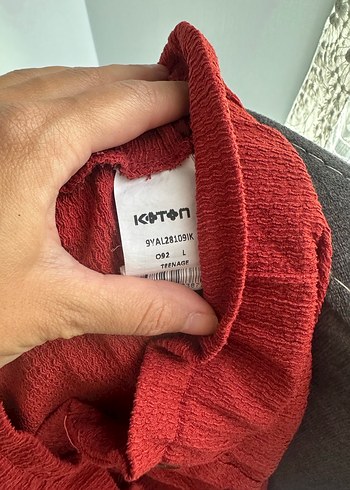 KOTON
9YAL28109IK
092 L
TEENAGE